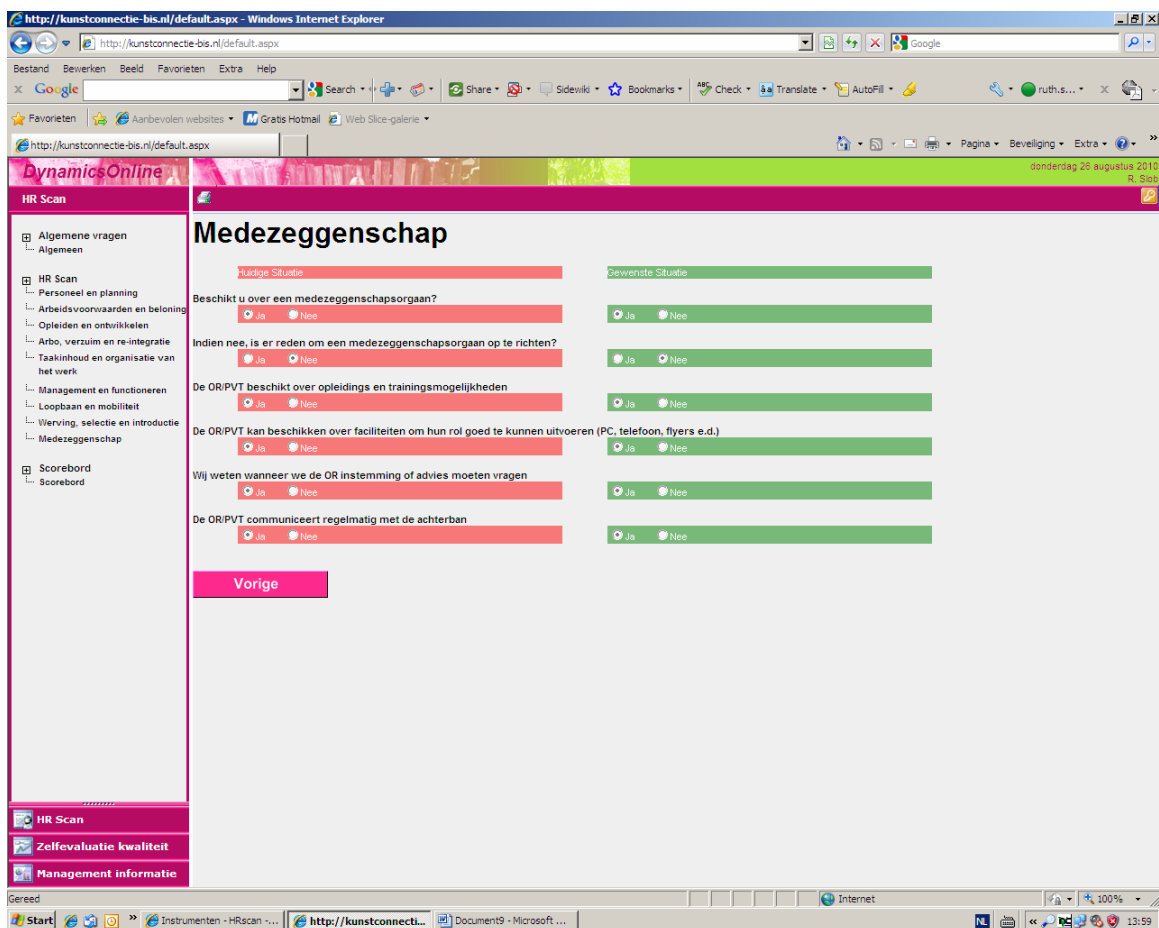 http://kunstconnectie-bis.nl/default.aspx - Windows Internet Explorer
http://kunstconnectie-bis.nl/default.aspx
Google
Bestand Bewerken Beeld Favorieten Extra Help
x Google Search Share Sidewiki Bookmarks Check Translate AutoFill ruth.s... x
Favorieten Aanbevolen websites Gratis Hotmail Web Slice-galerie
http://kunstconnectie-bis.nl/default.aspx
Pagina Beveiliging Extra
DynamicsOnline
donderdag 26 augustus 2010
R. Slob
HR Scan
Algemene vragen
Algemeen
HR Scan
Personeel en planning
Arbeidsvoorwaarden en beloning
Opleiden en ontwikkelen
Arbo, verzuim en re-integratie
Taakinhoud en organisatie van
het werk
Management en functioneren
Loopbaan en mobiliteit
Werving, selectie en introductie
Medezeggenschap
Scorebord
Scorebord
Medezeggenschap
Huidige Situatie Gewenste Situatie
Beschikt u over een medezeggenschapsorgaan?
Ja Nee Ja Nee
Indien nee, is er reden om een medezeggenschapsorgaan op te richten?
Ja Nee Ja Nee
De OR/PVT beschikt over opleidings en trainingsmogelijkheden
Ja Nee Ja Nee
De OR/PVT kan beschikken over faciliteiten om hun rol goed te kunnen uitvoeren (PC, telefoon, flyers e.d.)
Ja Nee Ja Nee
Wij weten wanneer we de OR instemming of advies moeten vragen
Ja Nee Ja Nee
De OR/PVT communiceert regelmatig met de achterban
Ja Nee Ja Nee
Vorige
HR Scan
Zelfevaluatie kwaliteit
Management informatie
Gereed Internet 100%
Start Instrumenten - HRscan -... http://kunstconnecti... Document9 - Microsoft ... NL 13:59